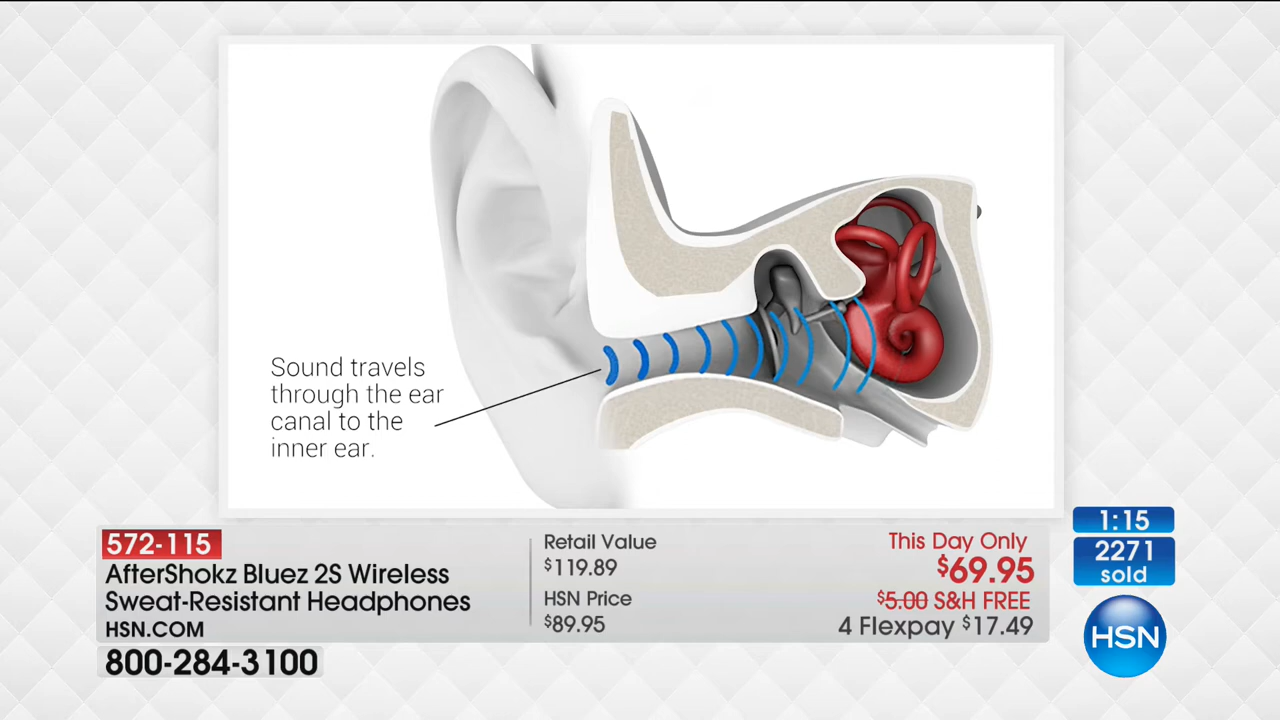 Sound travels
through the ear
canal to the
inner ear.
572-115
AfterShokz Bluez 2S Wireless
Sweat-Resistant Headphones
HSN.COM
800-284-3100
Retail Value
$119.89
HSN Price
$89.95
This Day Only
$69.95
$5.00 S&H FREE
4 Flexpay $17.49
1:15
2271
sold
HSN